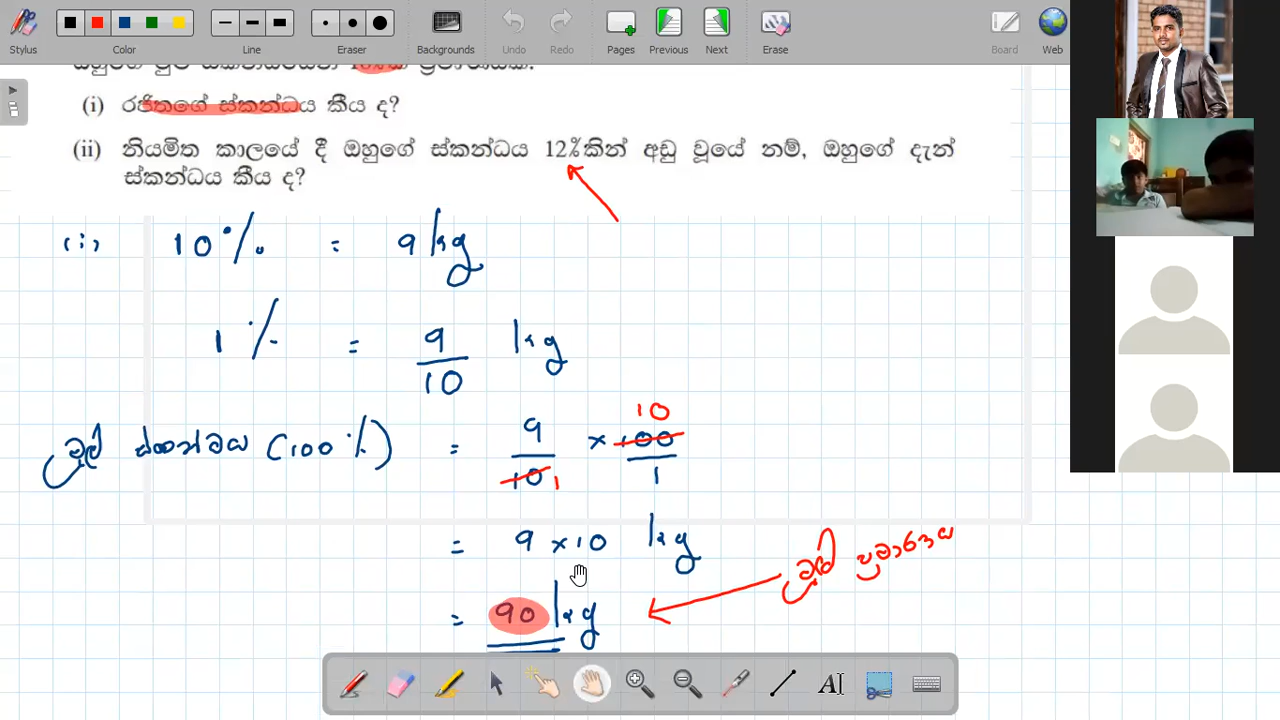 Stylus Color Line Eraser Backgrounds Undo Redo Pages Previous Next Erase Board Web
(i) රජිතගේ ස්කන්ධය කීය ද?
(ii) නියමිත කාලයේ දී ඔහුගේ ස්කන්ධය 12%කින් අඩු වූයේ නම්, ඔහුගේ දැන්
ස්කන්ධය කීය ද?
(i) 10% = 9 kg
1% = 9/10 kg
10
මුල් ස්කන්ධය (100%) = 9/10 × 100/1
1
= 9 × 10 kg
මුල් ප්‍රමාණය
= 90 kg